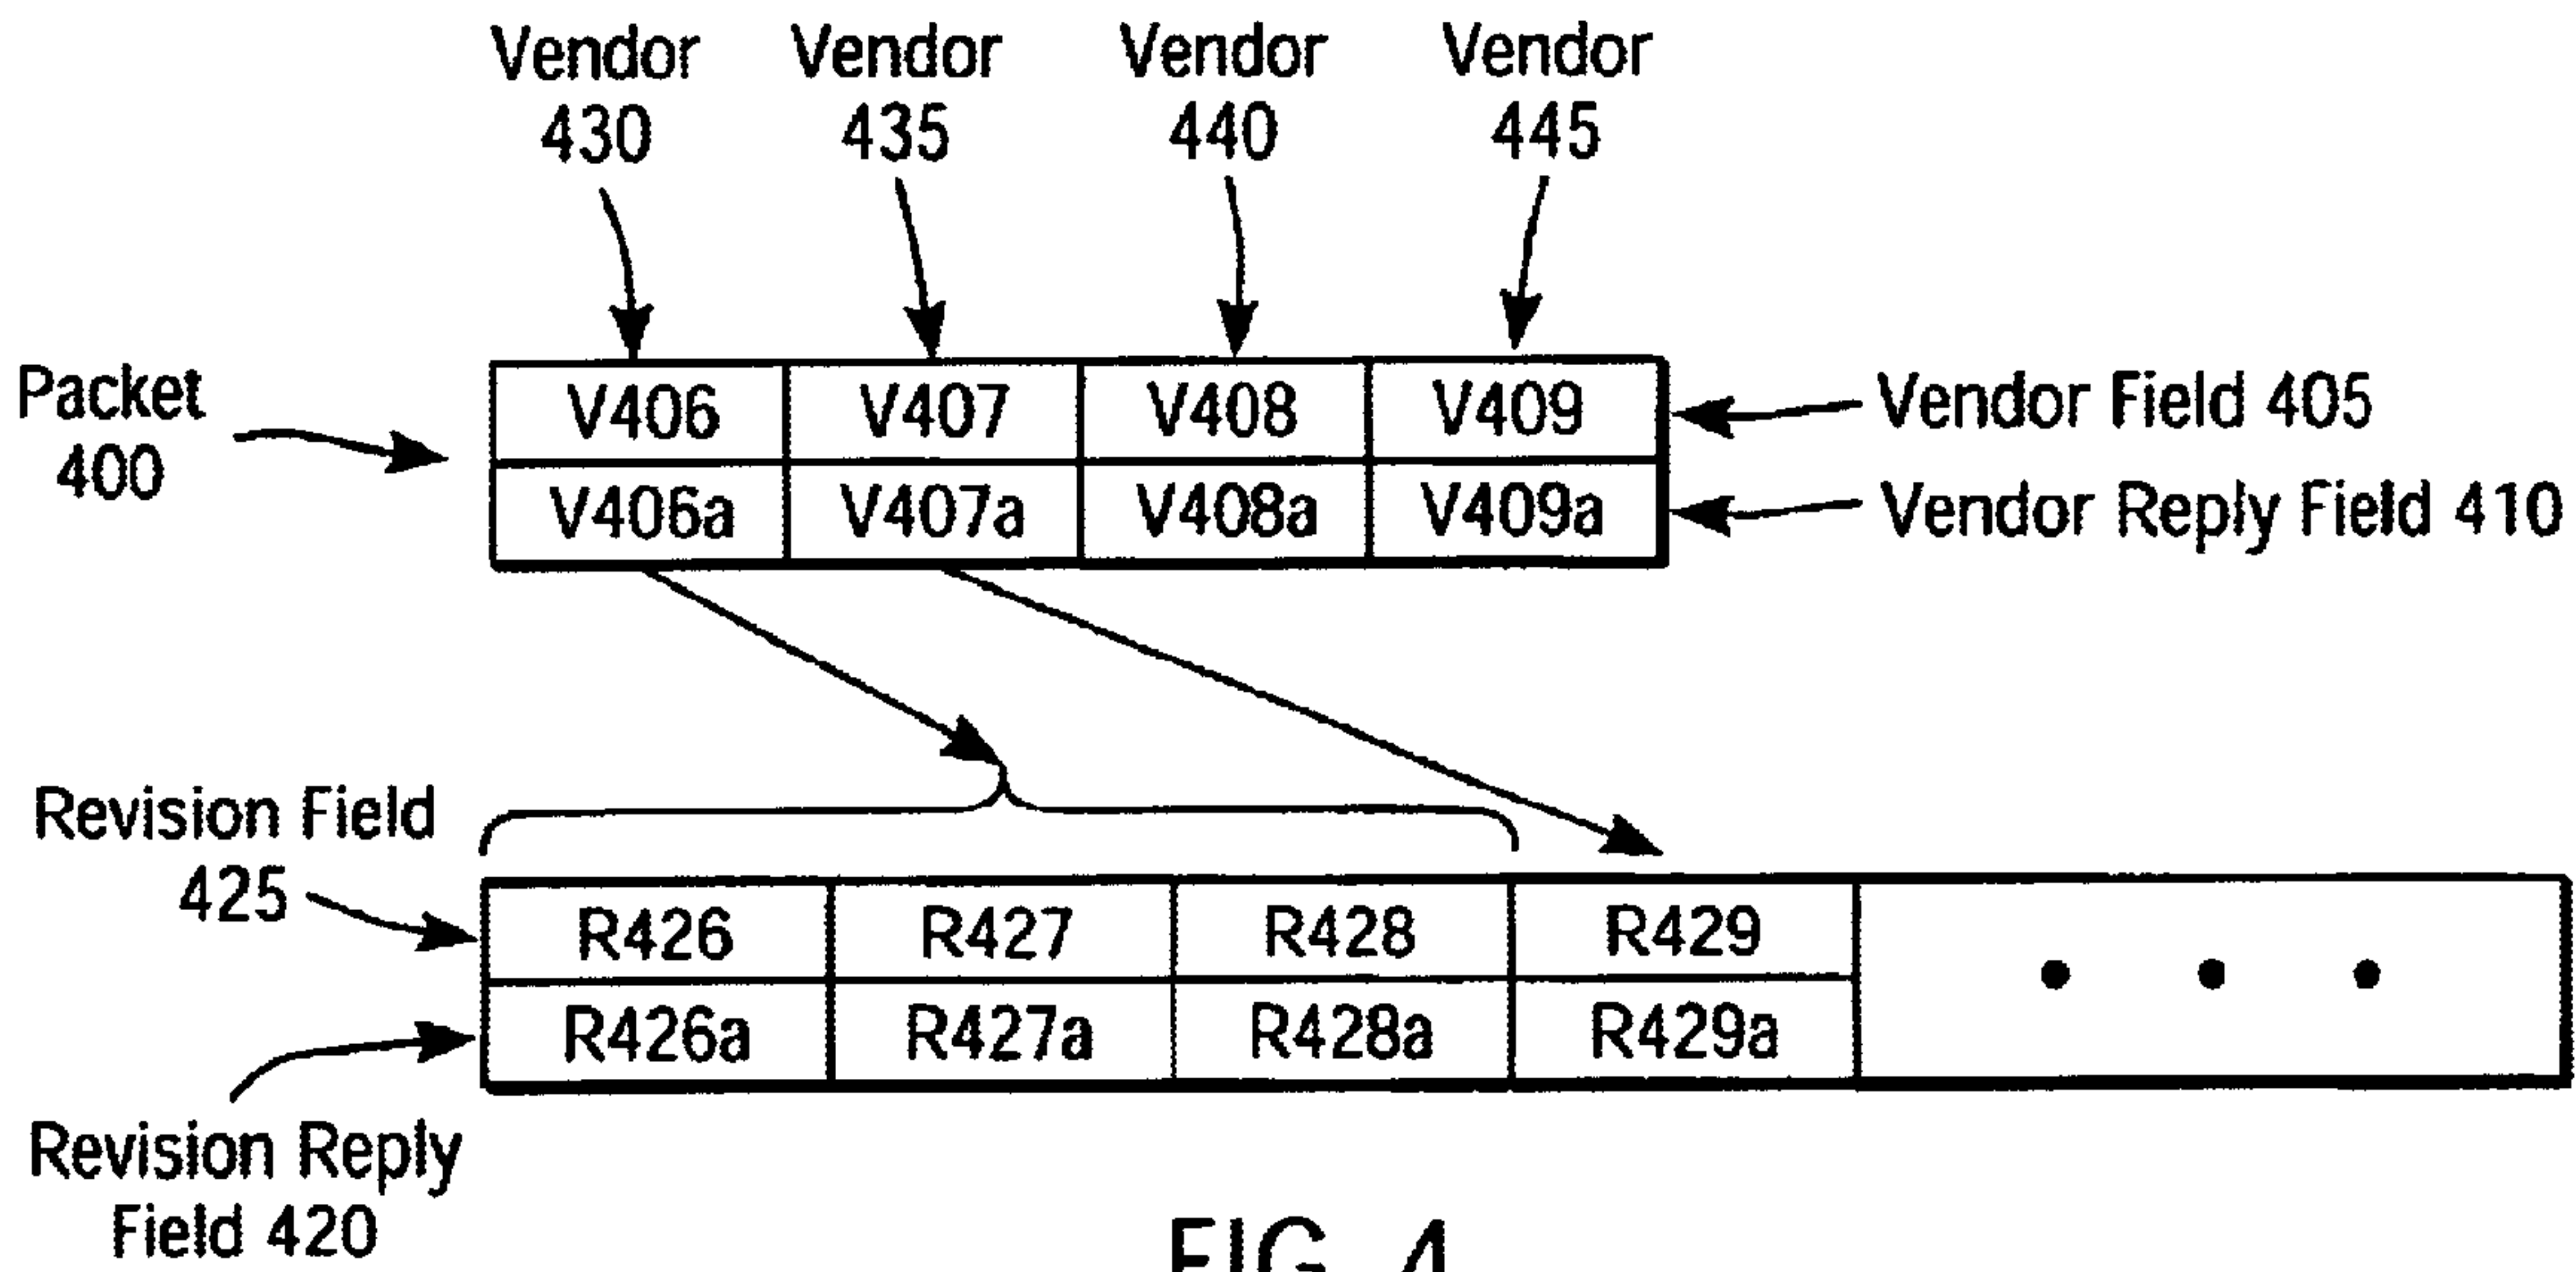 Vendor 430
Vendor 435
Vendor 440
Vendor 445
Packet 400
V406 V407 V408 V409
Vendor Field 405
V406a V407a V408a V409a
Vendor Reply Field 410
Revision Field 425
R426 R427 R428 R429
R426a R427a R428a R429a
Revision Reply
Field 420
FIG. 4